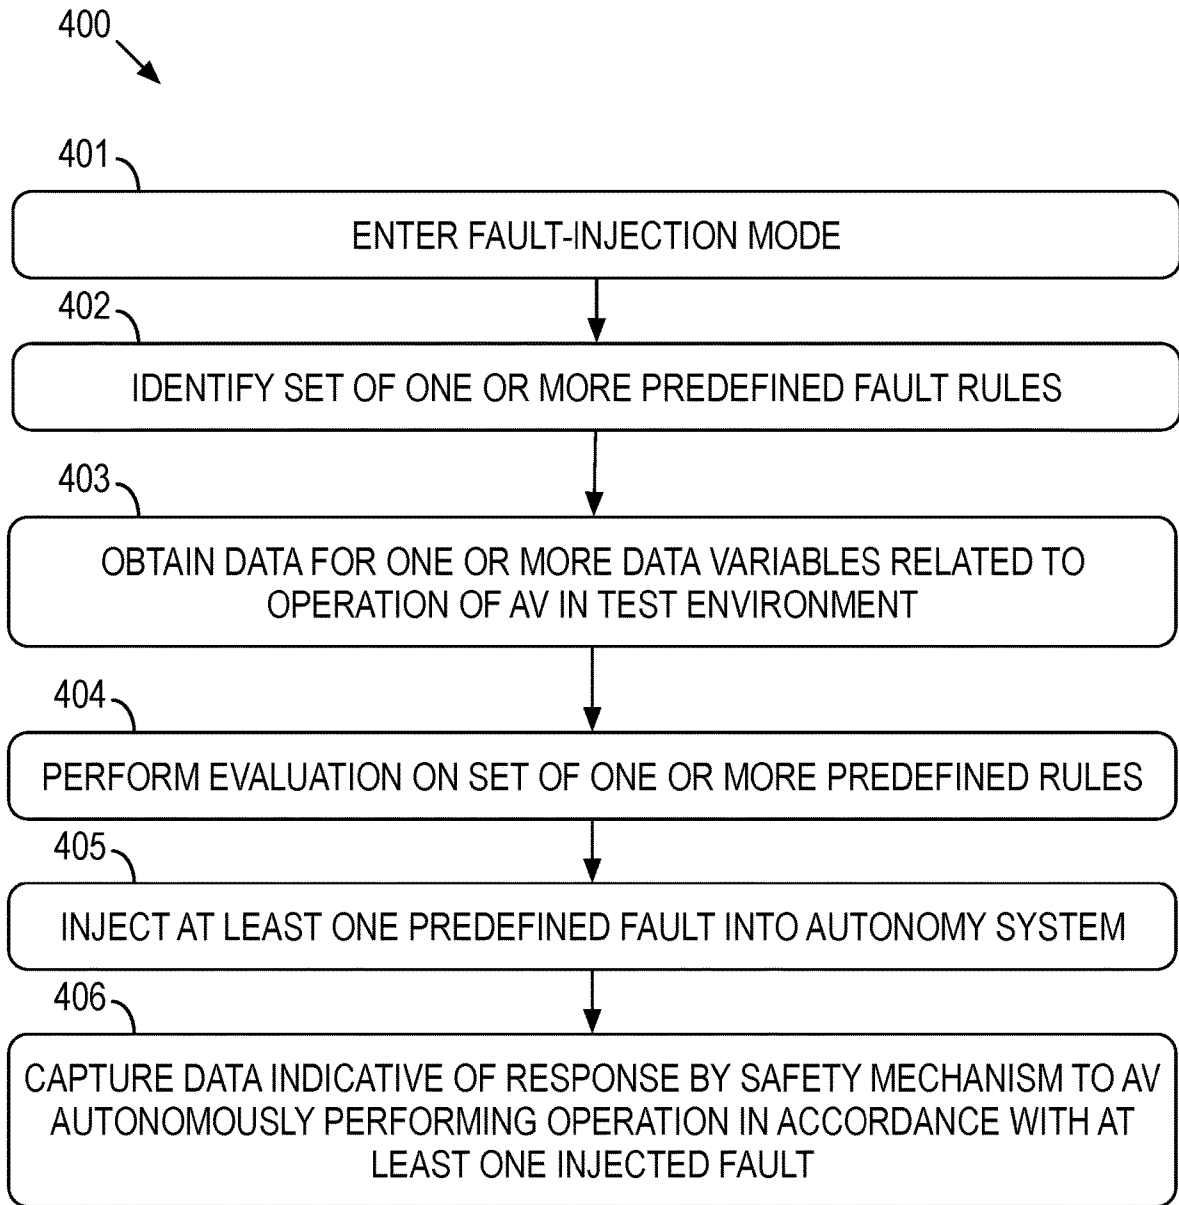 400
401
ENTER FAULT-INJECTION MODE
402
IDENTIFY SET OF ONE OR MORE PREDEFINED FAULT RULES
403
OBTAIN DATA FOR ONE OR MORE DATA VARIABLES RELATED TO
OPERATION OF AV IN TEST ENVIRONMENT
404
PERFORM EVALUATION ON SET OF ONE OR MORE PREDEFINED RULES
405
INJECT AT LEAST ONE PREDEFINED FAULT INTO AUTONOMY SYSTEM
406
CAPTURE DATA INDICATIVE OF RESPONSE BY SAFETY MECHANISM TO AV
AUTONOMOUSLY PERFORMING OPERATION IN ACCORDANCE WITH AT
LEAST ONE INJECTED FAULT